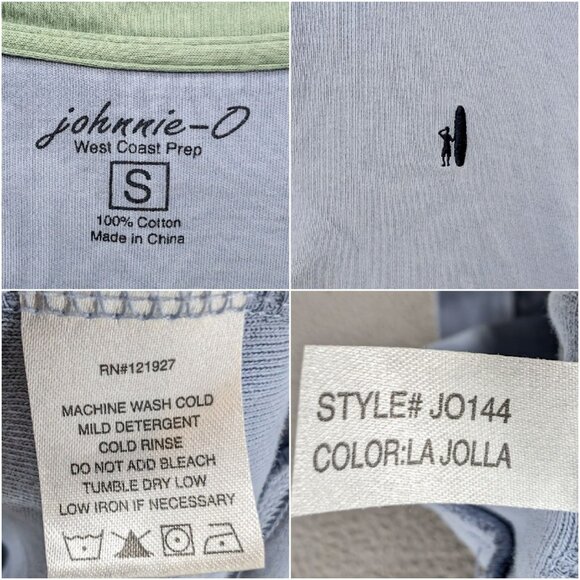 johnnie-O
West Coast Prep
S
100% Cotton
Made in China
RN#121927
MACHINE WASH COLD
MILD DETERGENT
COLD RINSE
DO NOT ADD BLEACH
TUMBLE DRY LOW
LOW IRON IF NECESSARY
STYLE# JO144
COLOR:LA JOLLA